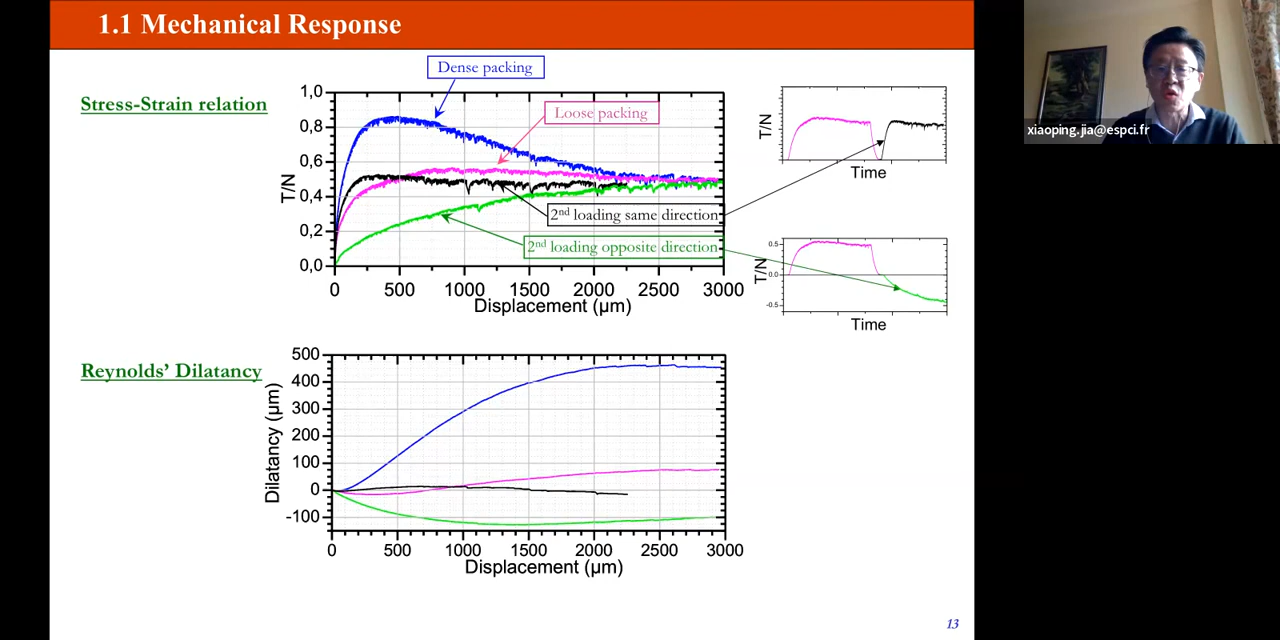 1.1 Mechanical Response
Stress-Strain relation
Dense packing
Loose packing
2nd loading same direction
2nd loading opposite direction
T/N
1,0
0,8
0,6
0,4
0,2
0,0
0 500 1000 1500 2000 2500 3000
Displacement (µm)
T/N
Time
T/N
0.5
0.0
-0.5
Time
Reynolds' Dilatancy
Dilatancy (µm)
500
400
300
200
100
0
-100
0 500 1000 1500 2000 2500 3000
Displacement (µm)
13
xiaoping.jia@espci.fr